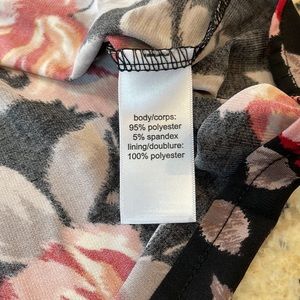 body/corps:
95% polyester
5% spandex
lining/doublure:
100% polyester